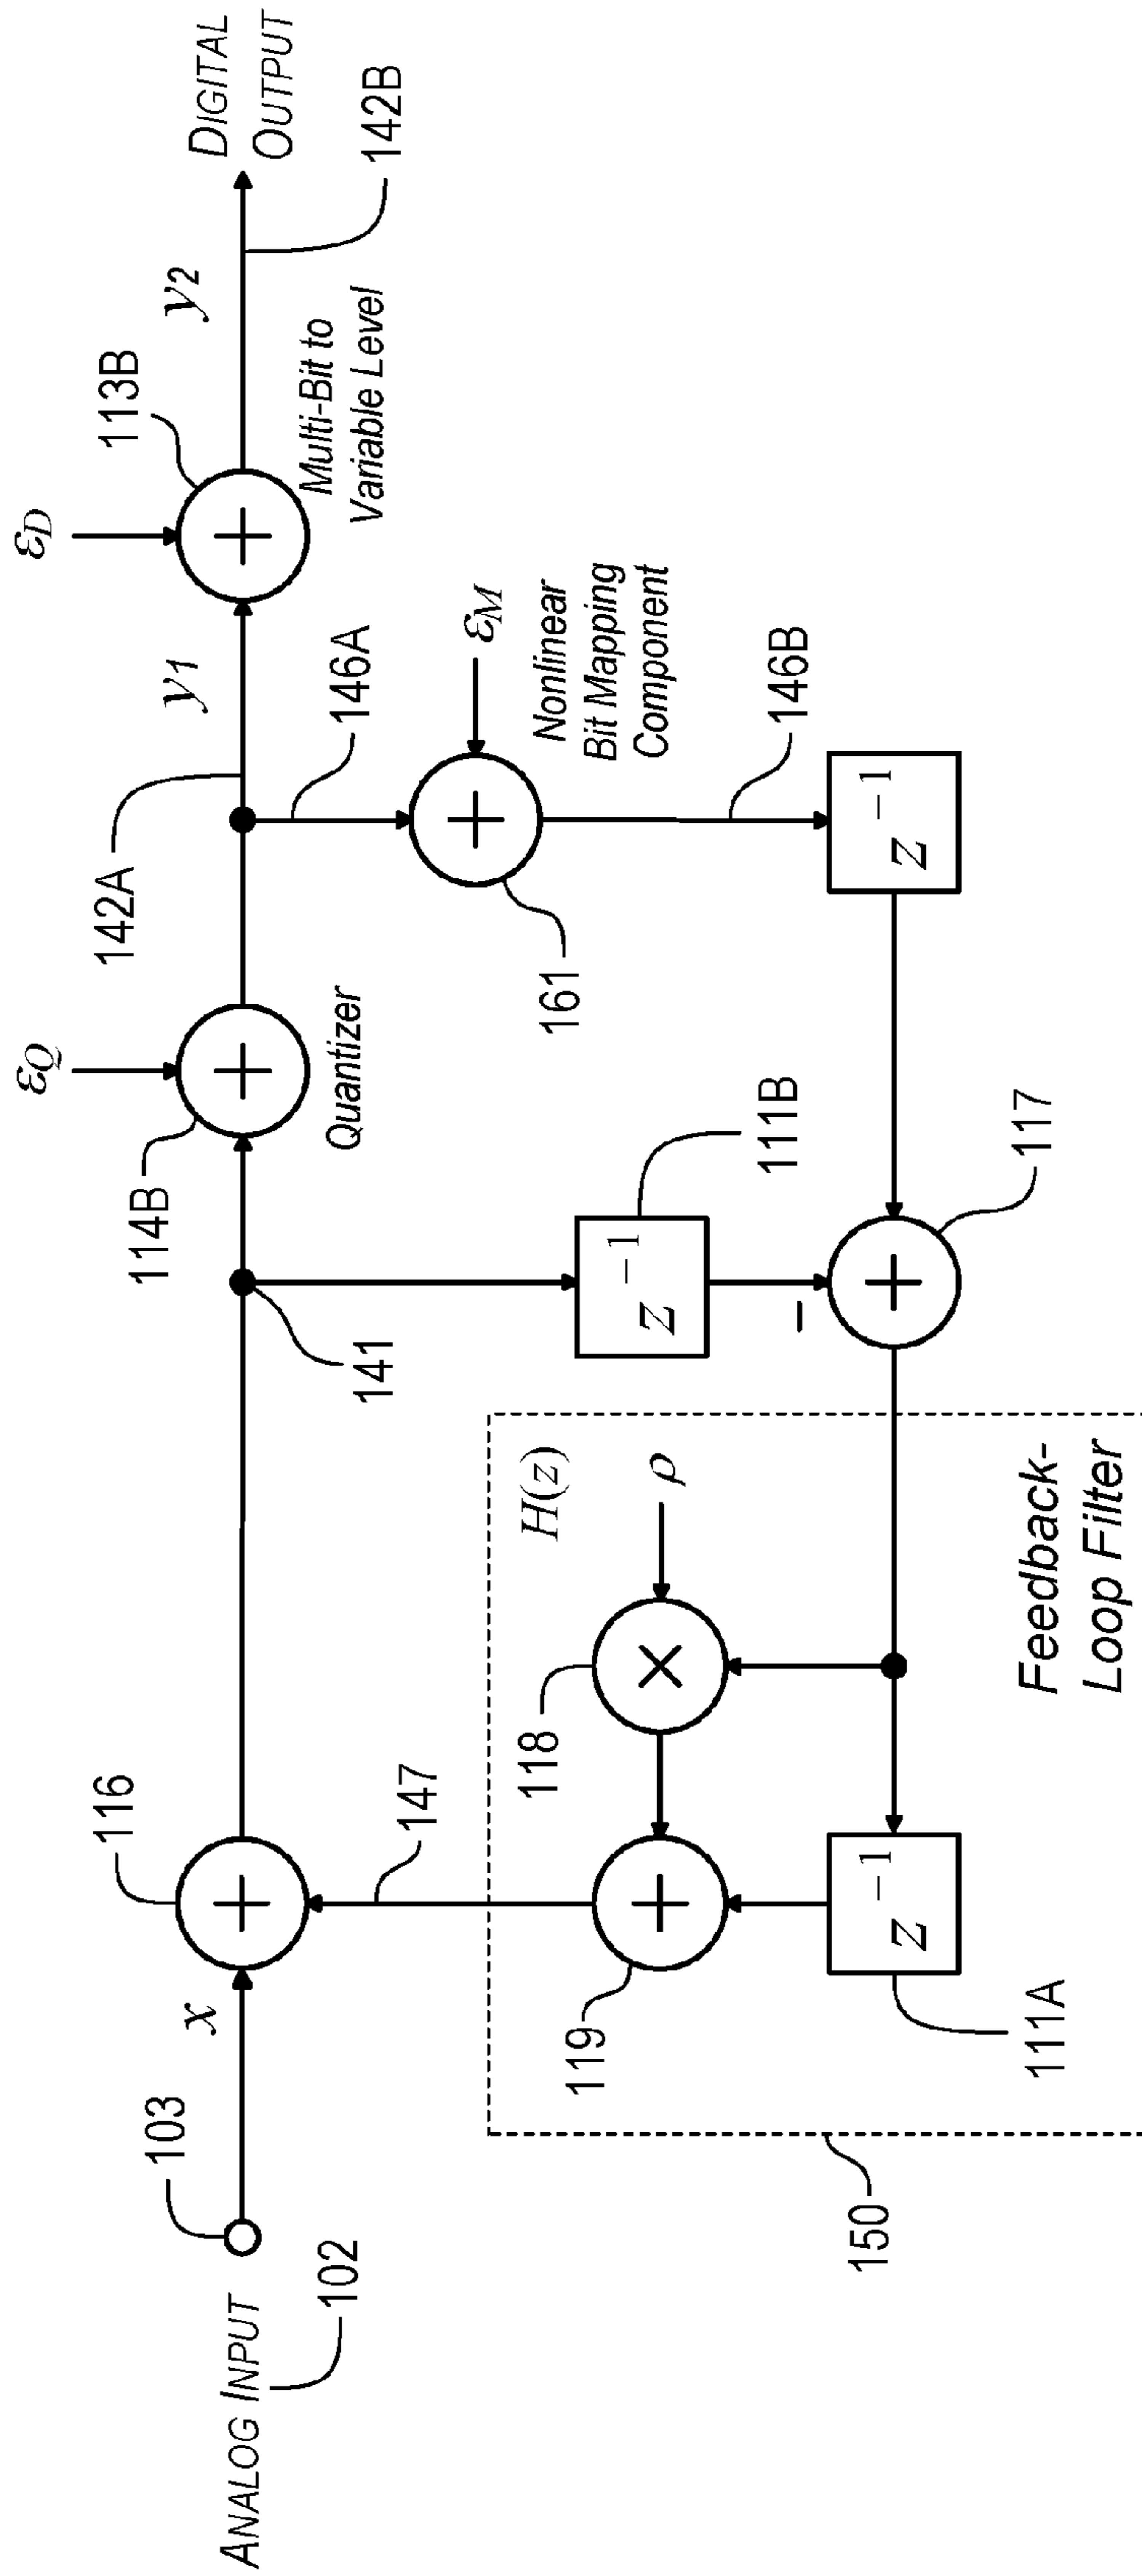 ANALOG INPUT
102
103
x
116
141
εQ
114B
Quantizer
142A
y1
εD
113B
Multi-Bit to
Variable Level
y2
DIGITAL
OUTPUT
142B
146A
εM
Nonlinear
Bit Mapping
Component
161
146B
z −1
z −1
111B
−
117
147
H(z)
ρ
118
119
z −1
111A
150
Feedback-
Loop Filter